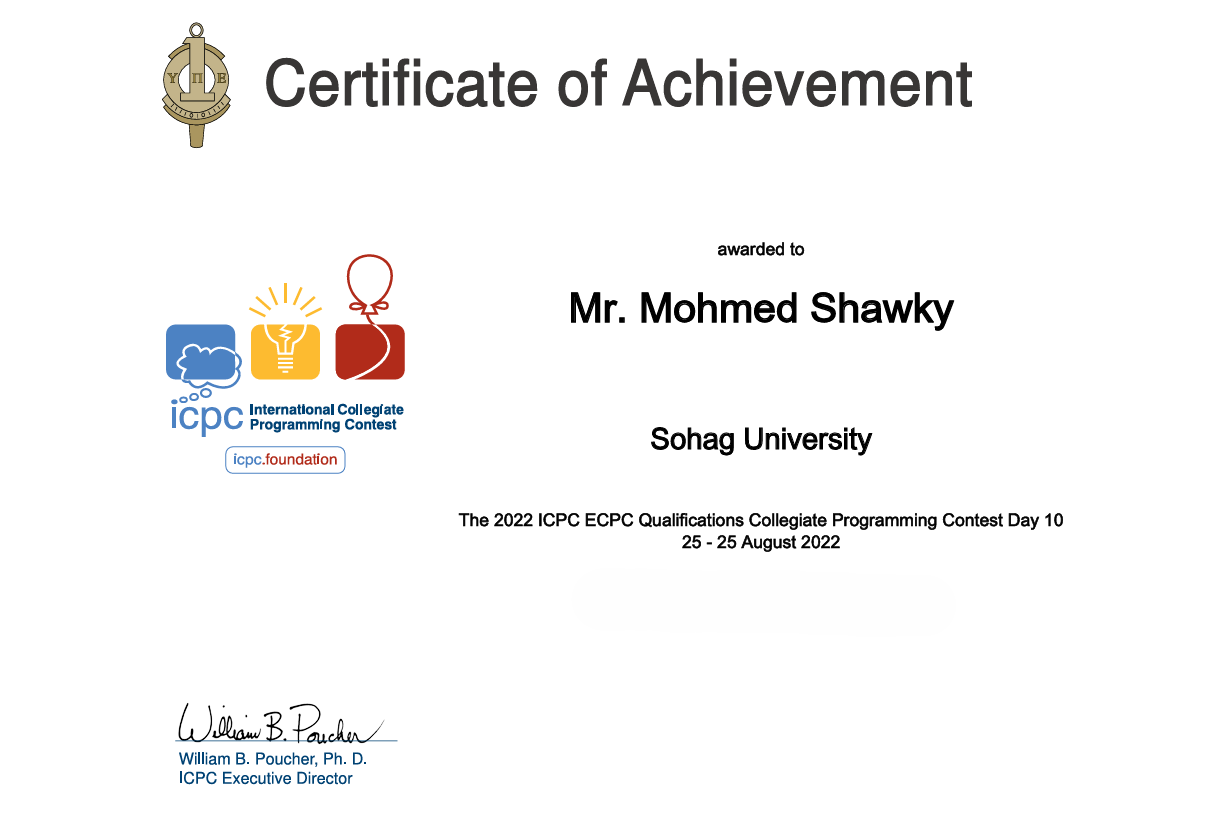 Υ Π Ε
Certificate of Achievement
awarded to
Mr. Mohmed Shawky
icpc International Collegiate
Programming Contest
icpc.foundation
Sohag University
The 2022 ICPC ECPC Qualifications Collegiate Programming Contest Day 10
25 - 25 August 2022
William B. Poucher
William B. Poucher, Ph. D.
ICPC Executive Director